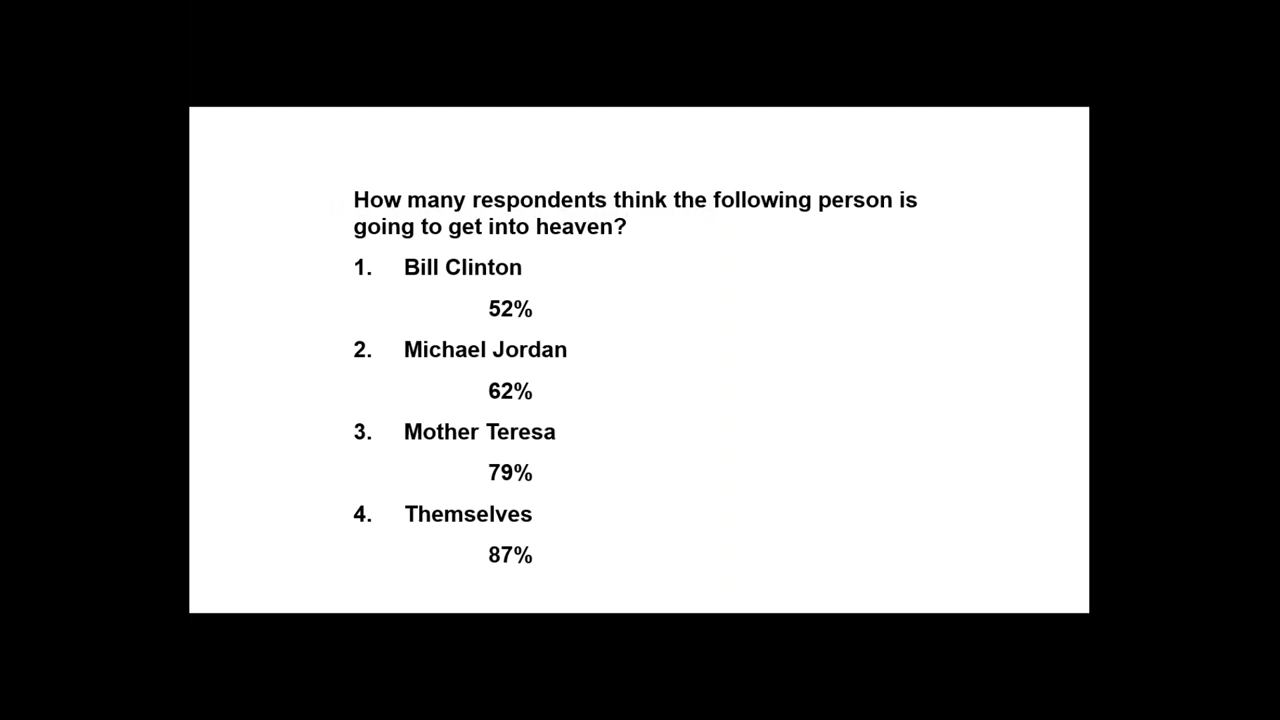 How many respondents think the following person is
going to get into heaven?
1. Bill Clinton
52%
2. Michael Jordan
62%
3. Mother Teresa
79%
4. Themselves
87%